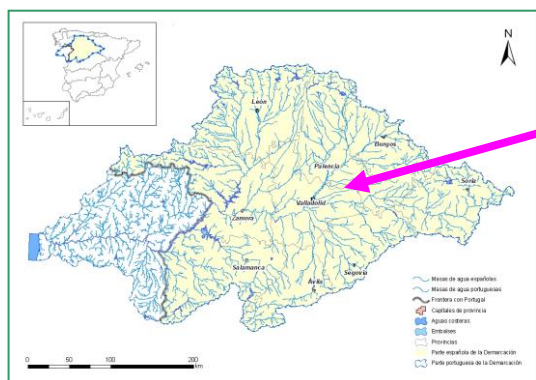 N
León
Burgos
Palencia
Soria
Valladolid
Zamora
Segovia
Salamanca
Ávila
Masas de agua españolas
Masas de agua portuguesas
Frontera con Portugal
Capitales de provincia
Aguas costeras
Embalses
Provincias
Parte española de la Demarcación
Parte portuguesa de la Demarcación
0 50 100 200
km